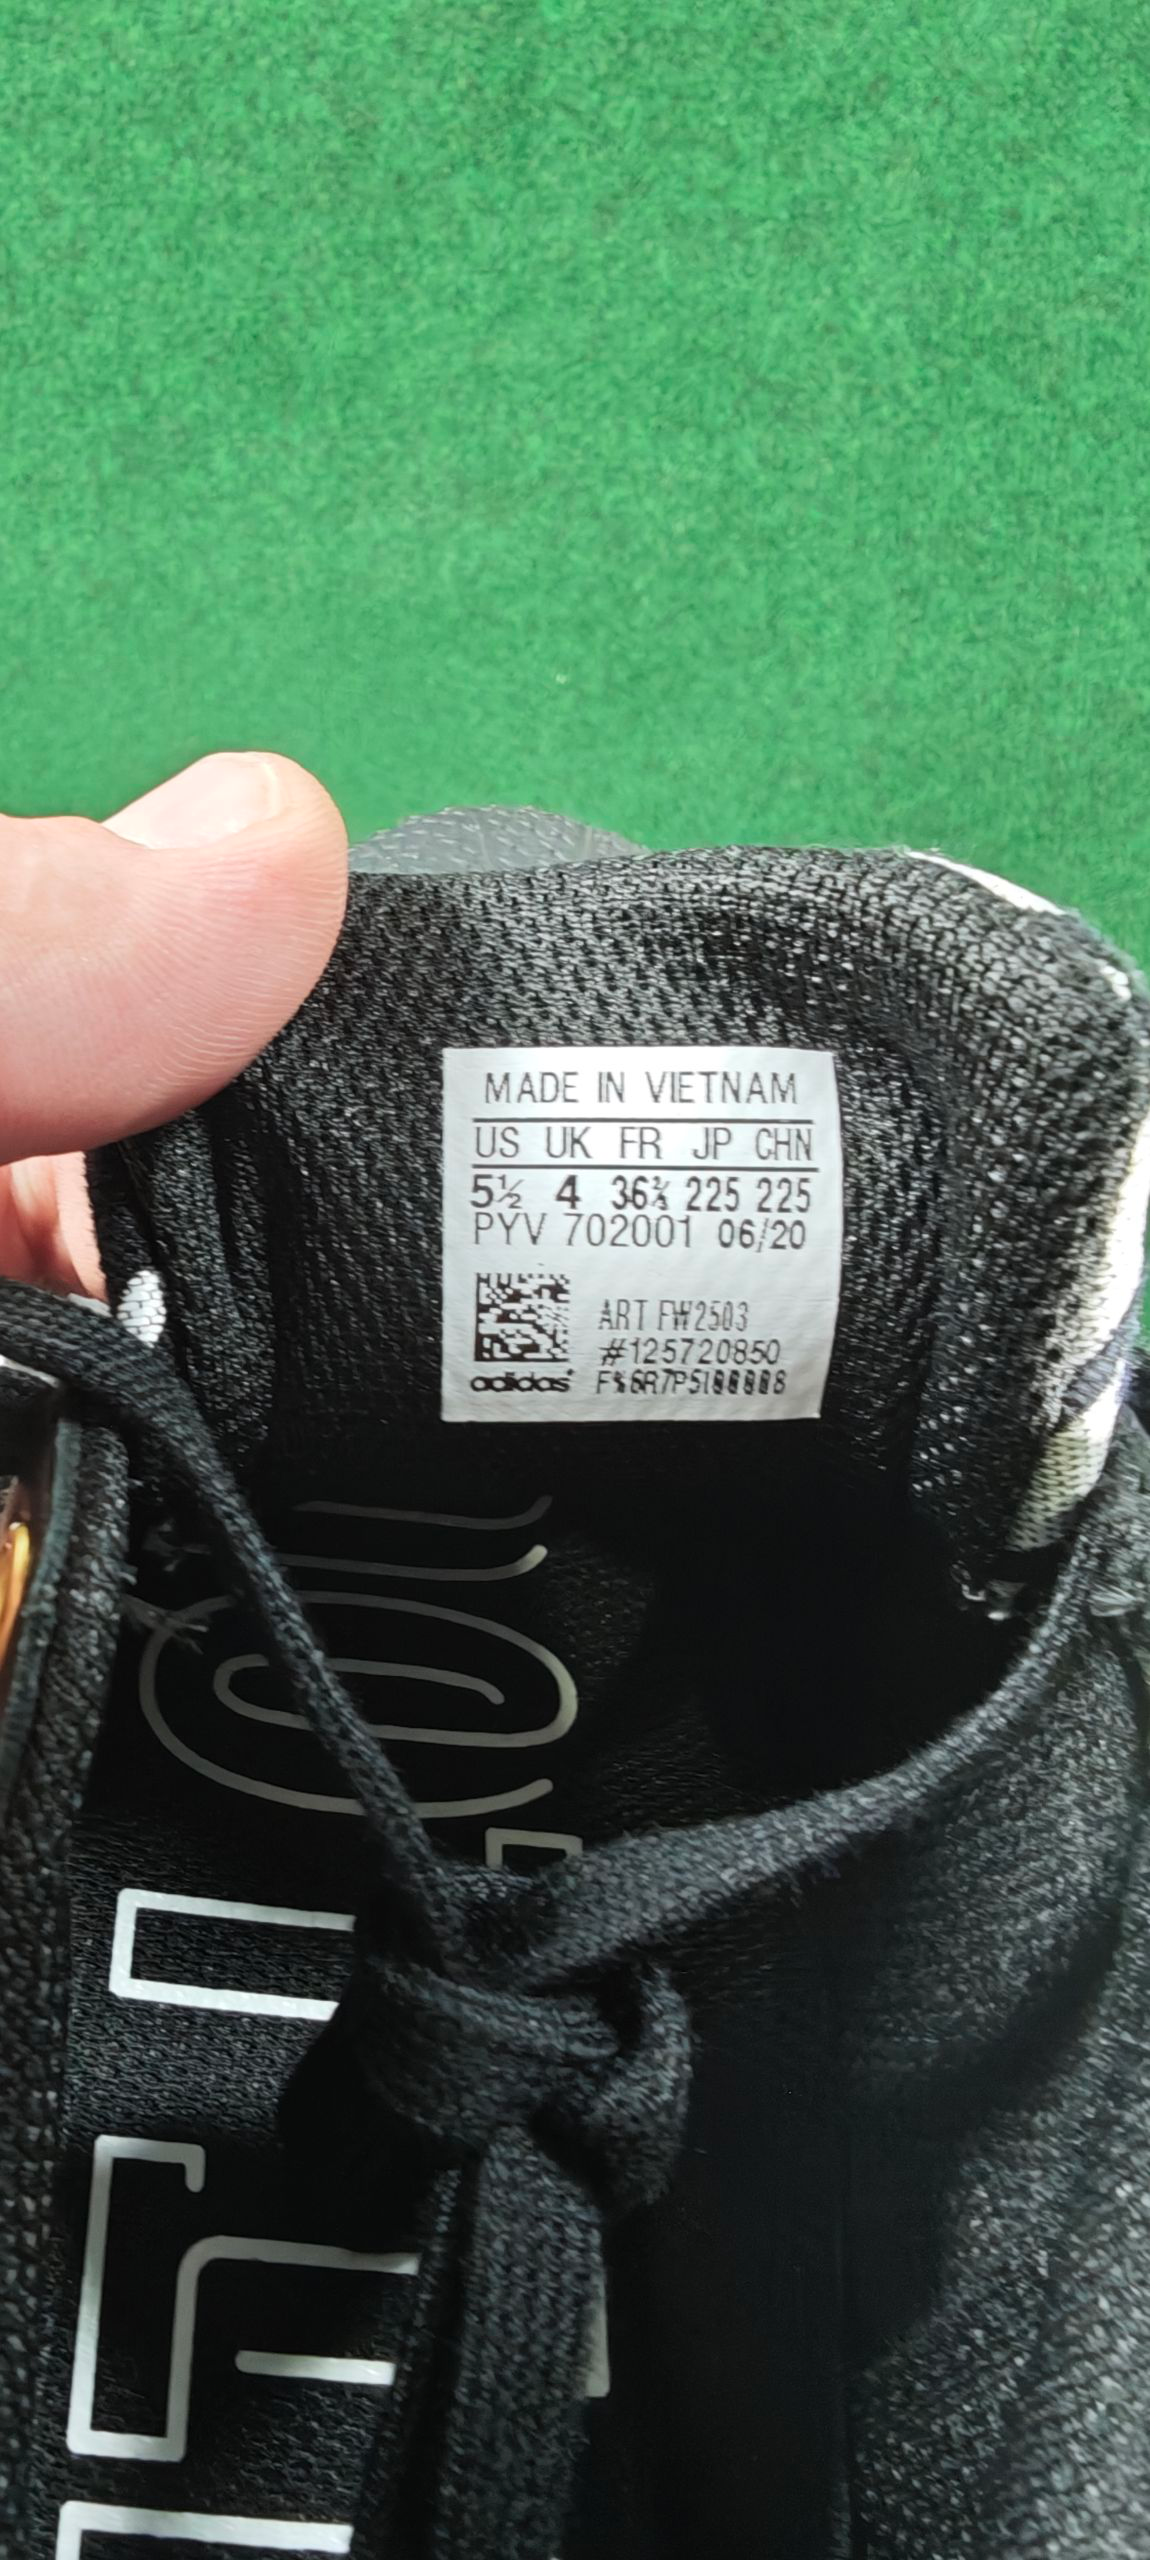 MADE IN VIETNAM
US UK FR JP CHN
5½ 4 36⅔ 225 225
PYV 702001 06/20
ART FW2503
#125720850
adidas